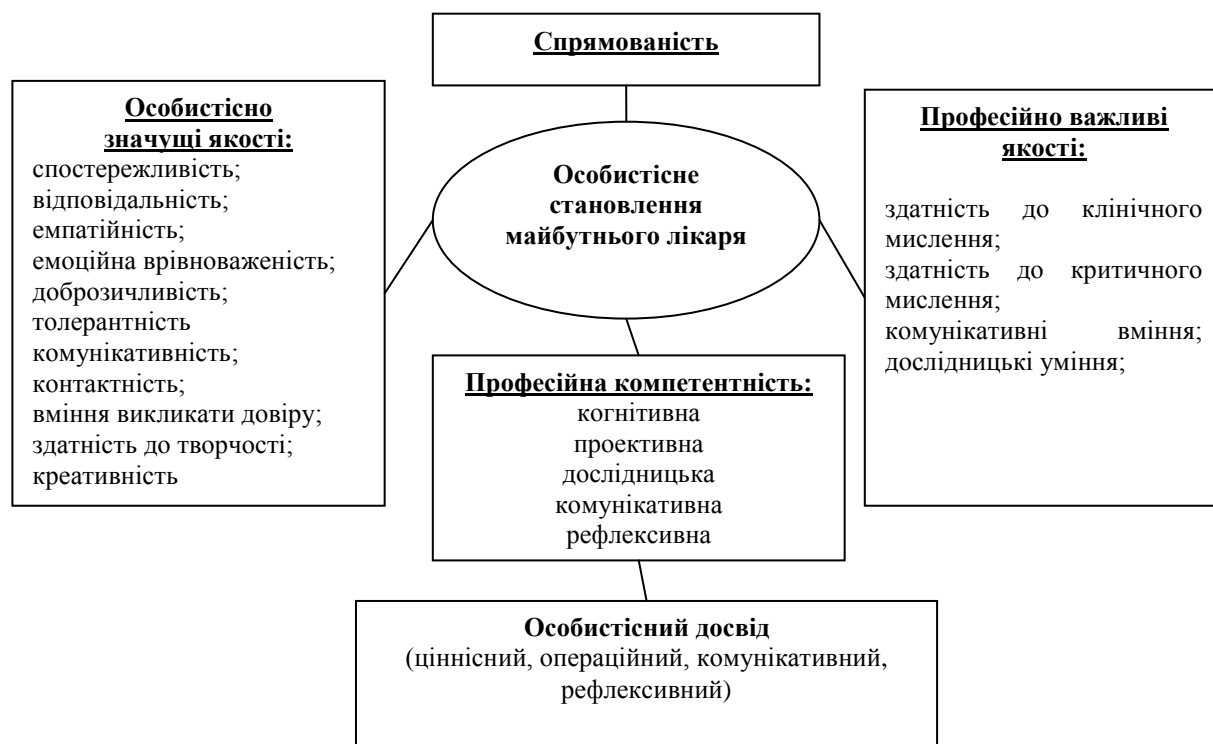 Спрямованість
Особистісно
значущі якості:
спостережливість;
відповідальність;
емпатійність;
емоційна врівноваженість;
доброзичливість;
толерантність
комунікативність;
контактність;
вміння викликати довіру;
здатність до творчості;
креативність
Особистісне
становлення
майбутнього лікаря
Професійно важливі
якості:
здатність до клінічного
мислення;
здатність до критичного
мислення;
комунікативні вміння;
дослідницькі уміння;
Професійна компетентність:
когнітивна
проективна
дослідницька
комунікативна
рефлексивна
Особистісний досвід
(ціннісний, операційний, комунікативний,
рефлексивний)